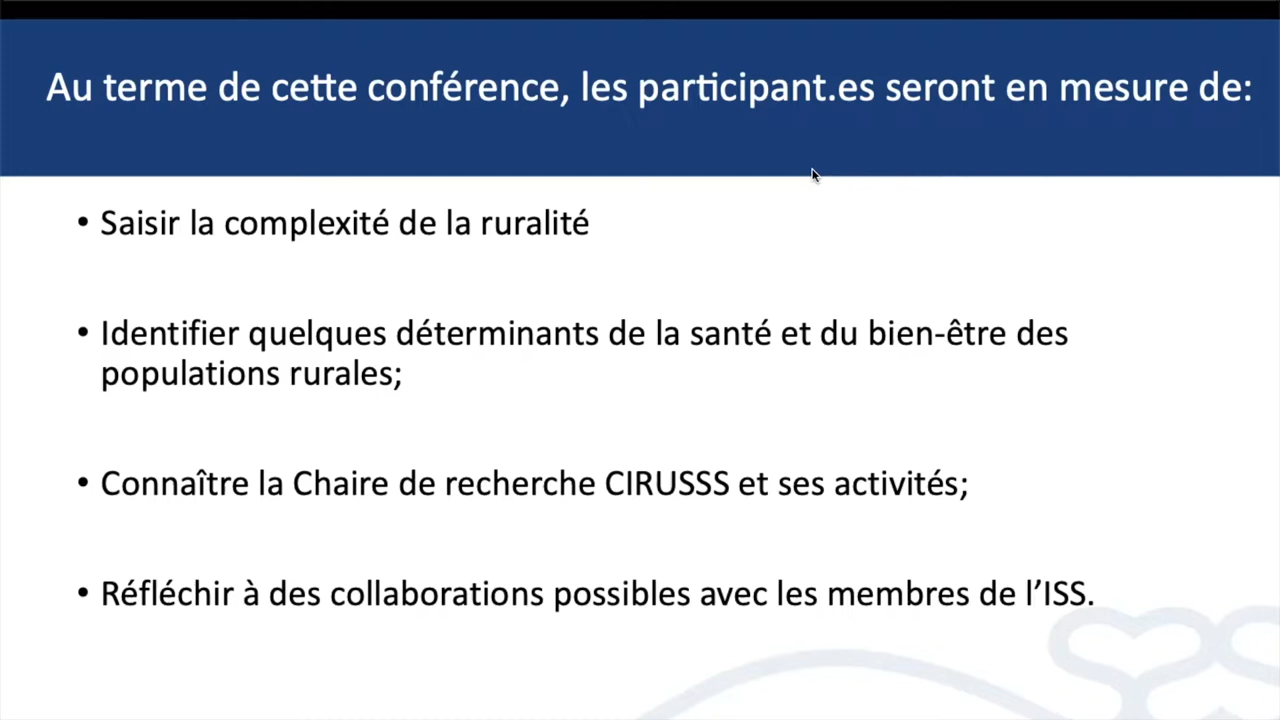 Au terme de cette conférence, les participant.es seront en mesure de:
• Saisir la complexité de la ruralité
• Identifier quelques déterminants de la santé et du bien-être des
populations rurales;
• Connaître la Chaire de recherche CIRUSSS et ses activités;
• Réfléchir à des collaborations possibles avec les membres de l’ISS.